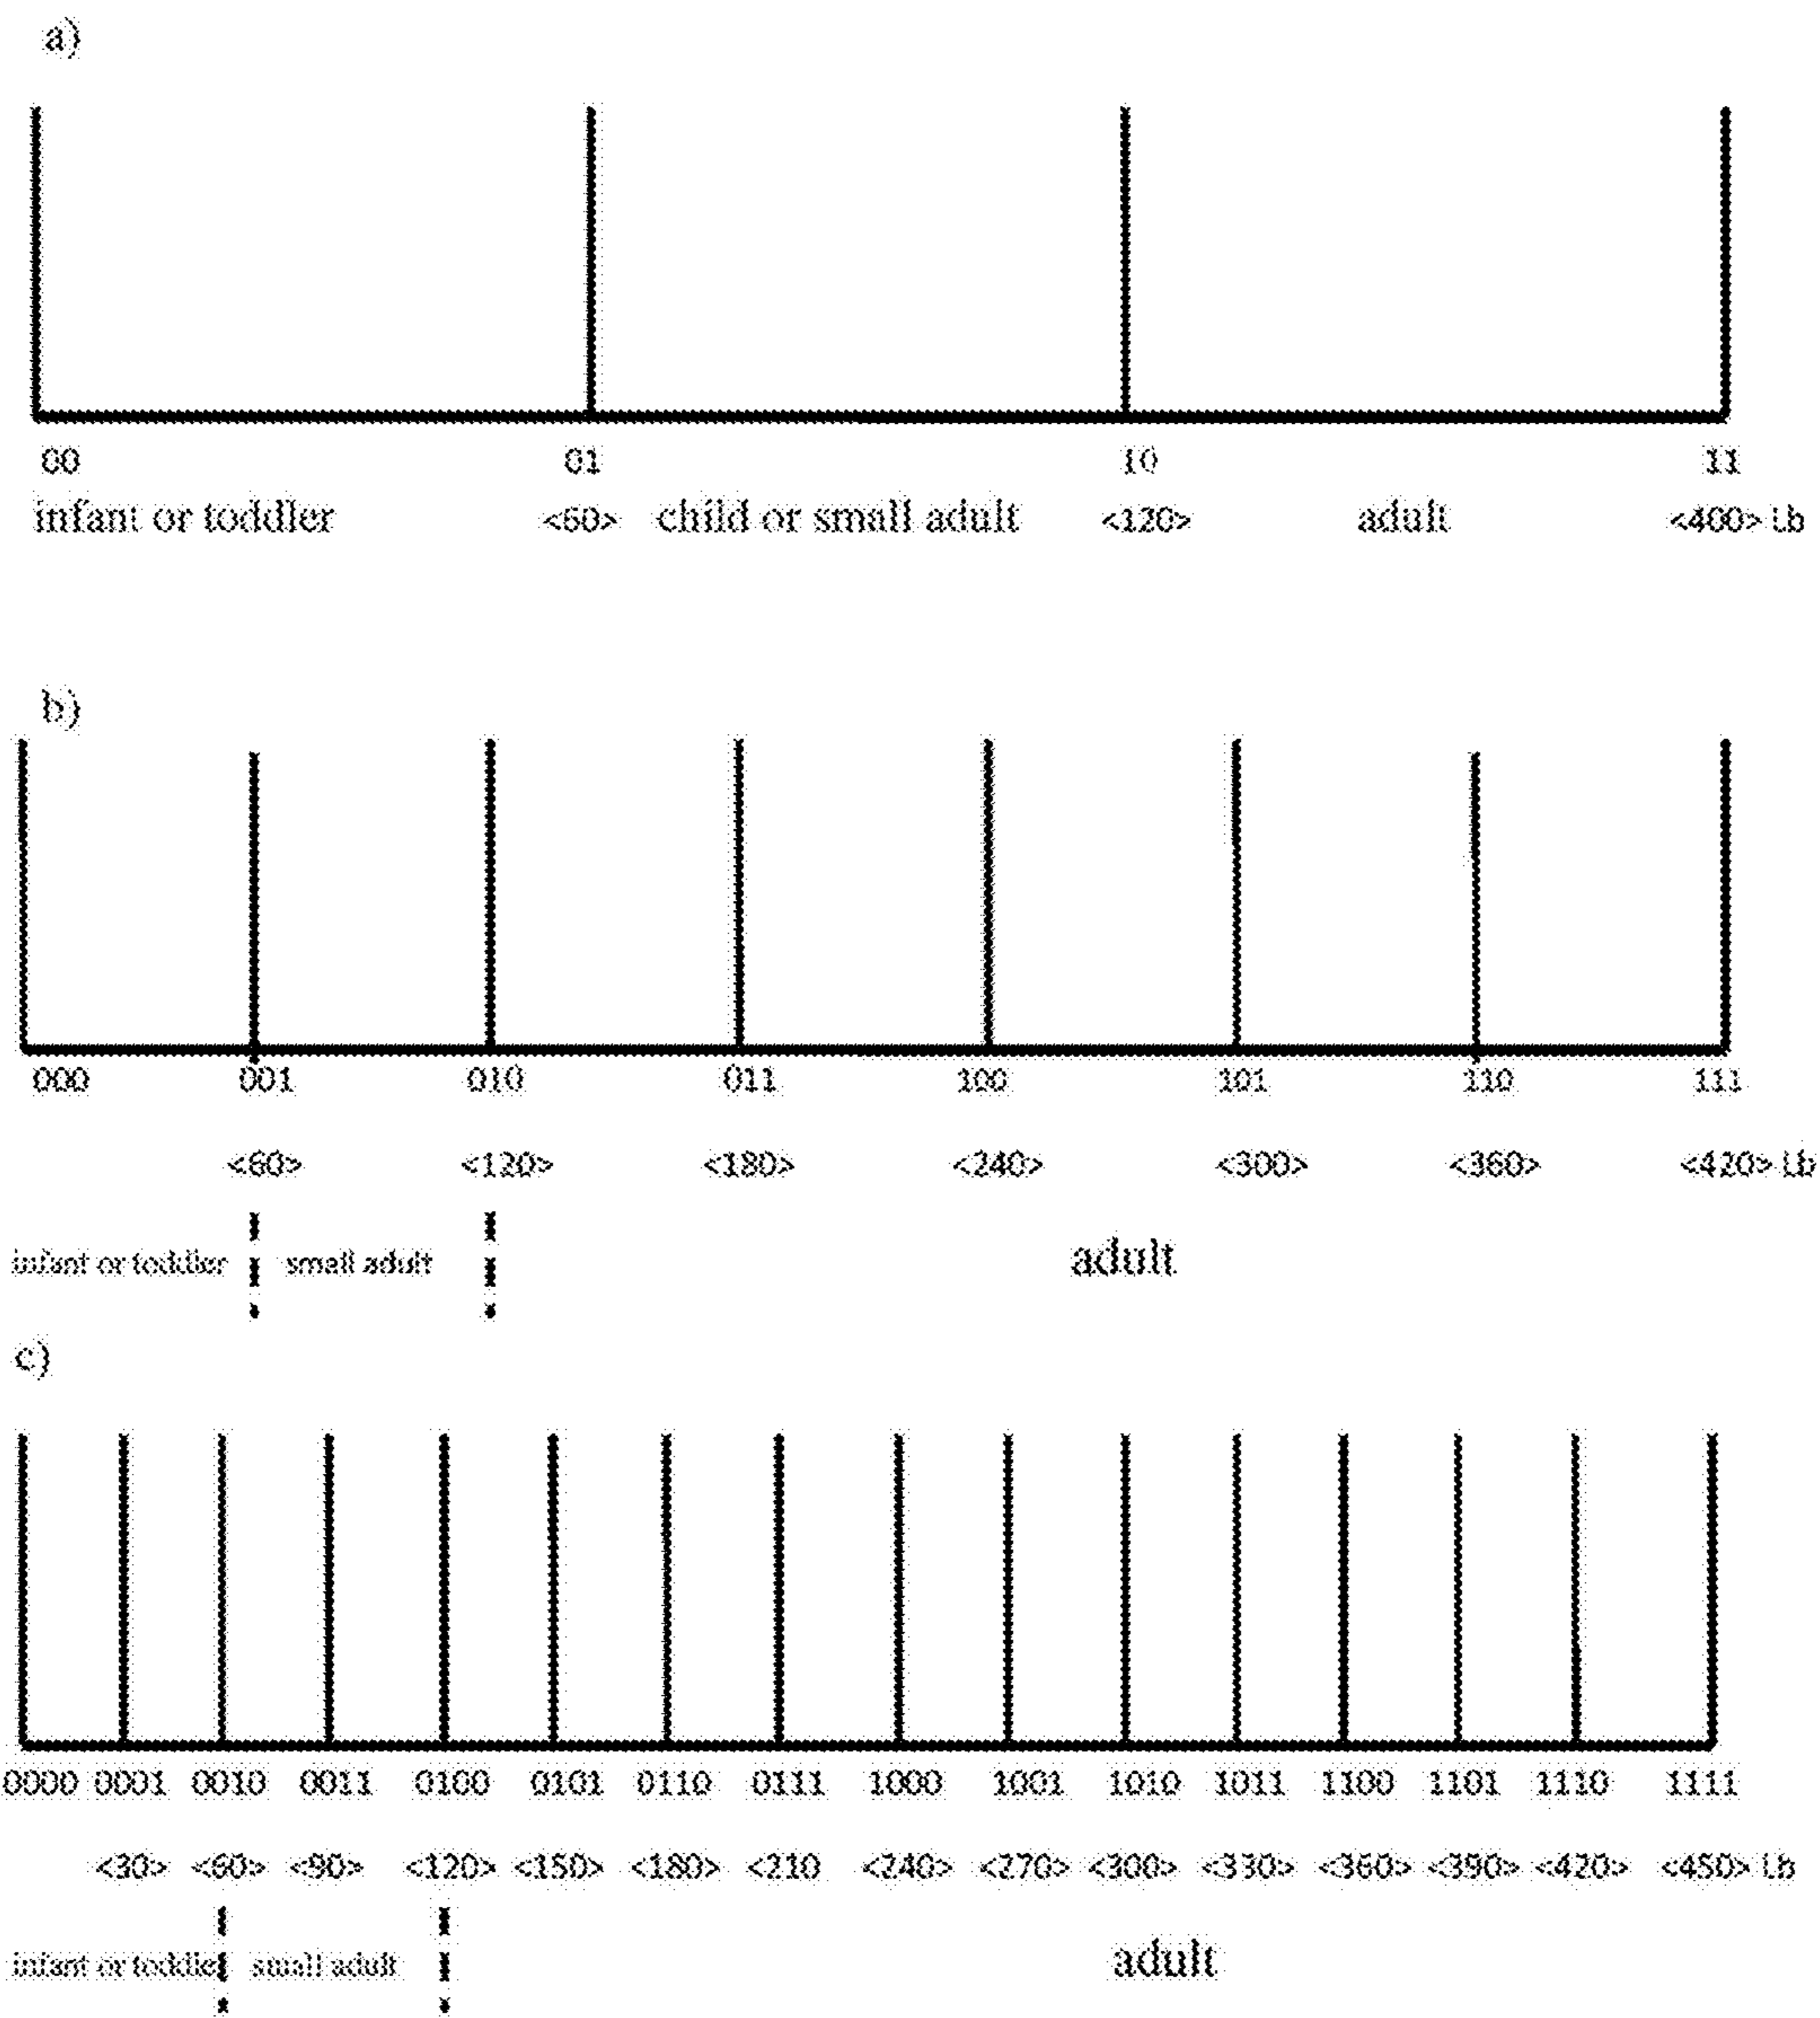 a)
00 01 10 11
infant or toddler <60> child or small adult <120> adult <400> Lb
b)
000 001 010 011 100 101 110 111
<60> <120> <180> <240> <300> <360> <420> Lb
infant or toddler small adult adult
c)
0000 0001 0010 0011 0100 0101 0110 0111 1000 1001 1010 1011 1100 1101 1110 1111
<30> <60> <90> <120> <150> <180> <210 <240> <270> <300> <330> <360> <390> <420> <450> Lb
infant or toddler small adult adult